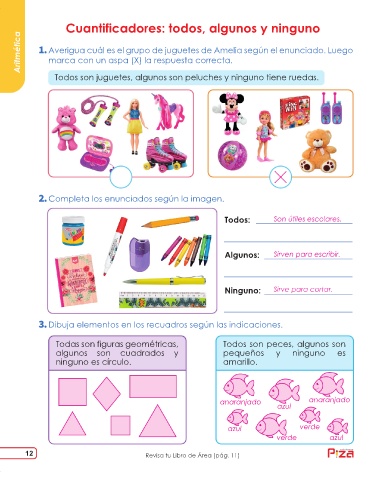 Aritmética
Cuantificadores: todos, algunos y ninguno
1. Averigua cuál es el grupo de juguetes de Amelia según el enunciado. Luego
marca con un aspa (X) la respuesta correcta.
Todos son juguetes, algunos son peluches y ninguno tiene ruedas.
2. Completa los enunciados según la imagen.
Todos: Son útiles escolares.
Algunos: Sirven para escribir.
Ninguno: Sirve para cortar.
3. Dibuja elementos en los recuadros según las indicaciones.
Todas son figuras geométricas,
algunos son cuadrados y
ninguno es círculo.
Todos son peces, algunos son
pequeños y ninguno es
amarillo.
anaranjado
azul
anaranjado
azul
verde
verde
azul
12
Revisa tu Libro de Área (pág. 11)
Piza